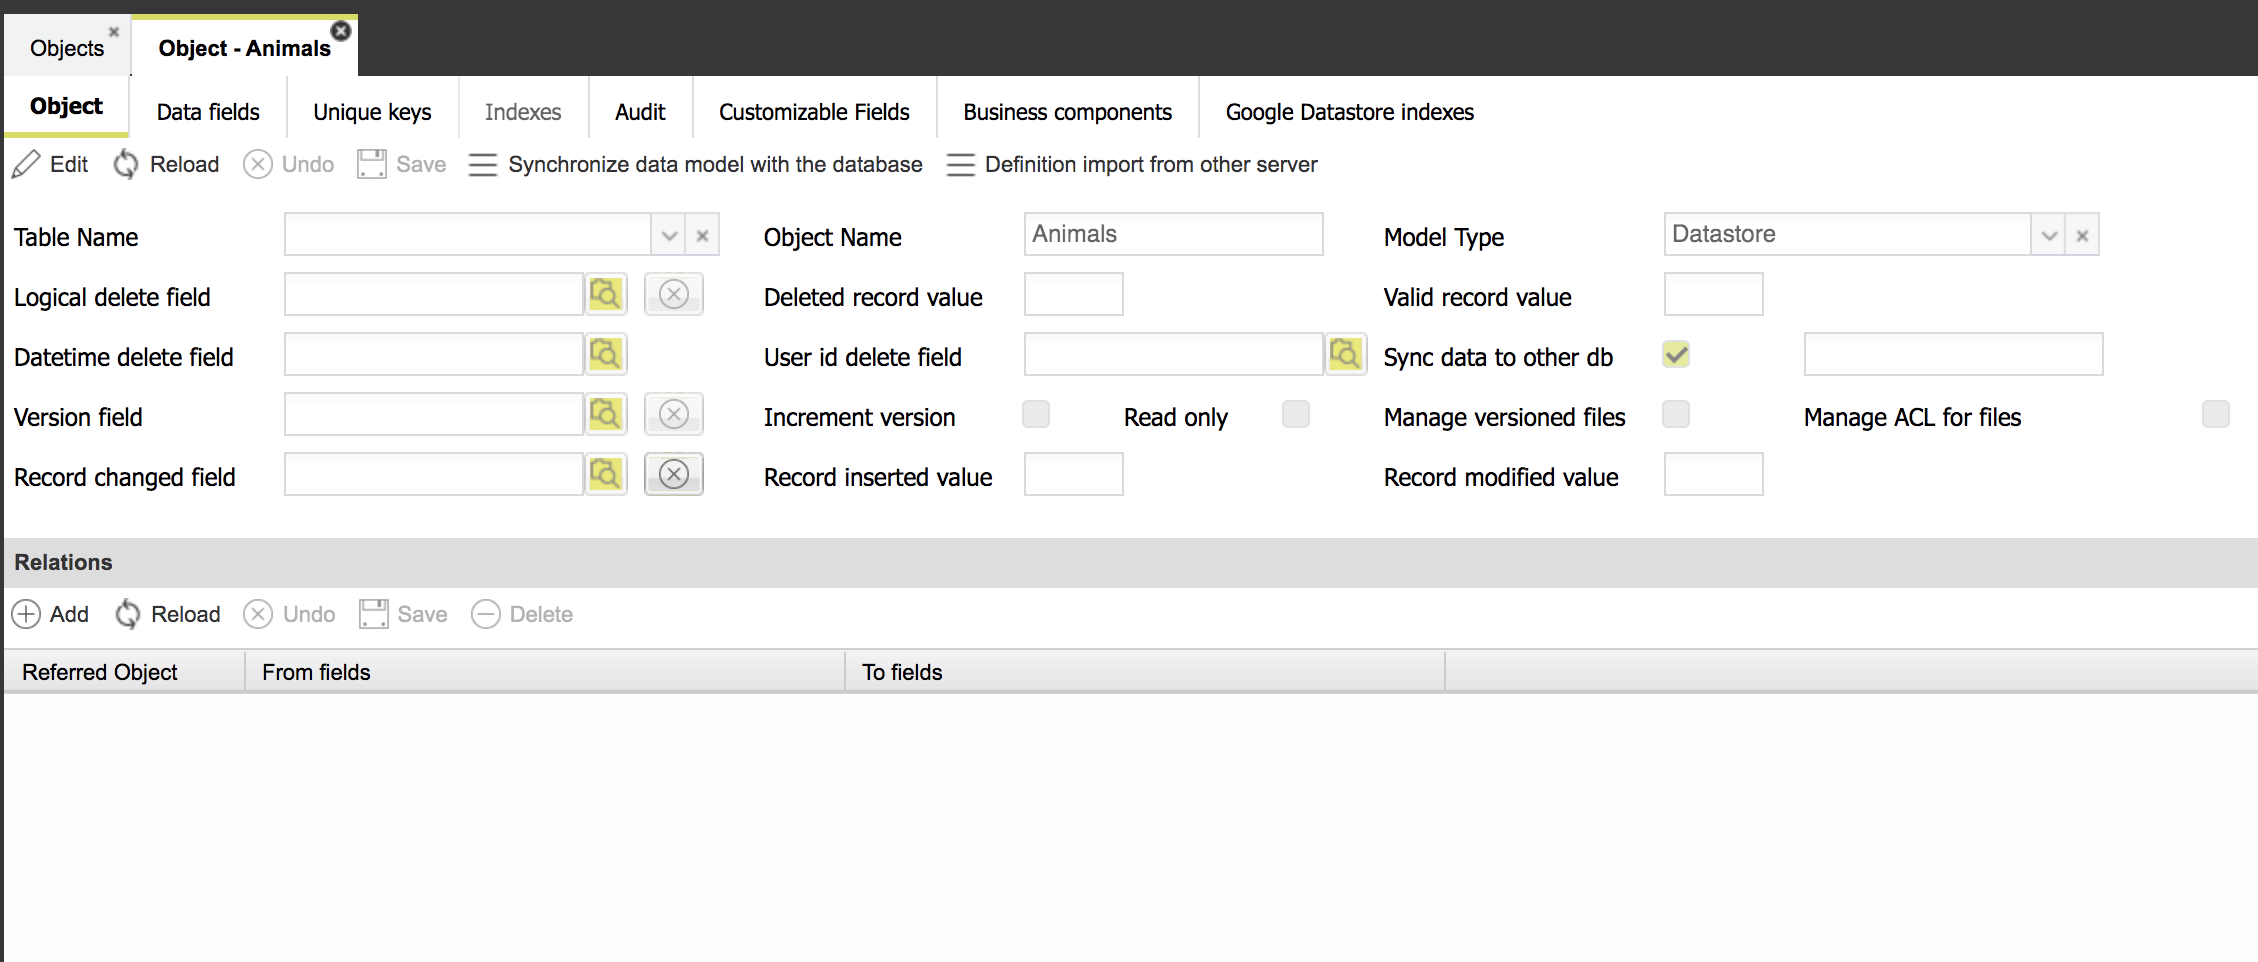 Objects
Object - Animals
Object Data fields Unique keys Indexes Audit Customizable Fields Business components Google Datastore indexes
Edit Reload Undo Save Synchronize data model with the database Definition import from other server
Table Name Object Name Animals Model Type Datastore
Logical delete field Deleted record value Valid record value
Datetime delete field User id delete field Sync data to other db
Version field Increment version Read only Manage versioned files Manage ACL for files
Record changed field Record inserted value Record modified value
Relations
Add Reload Undo Save Delete
Referred Object From fields To fields